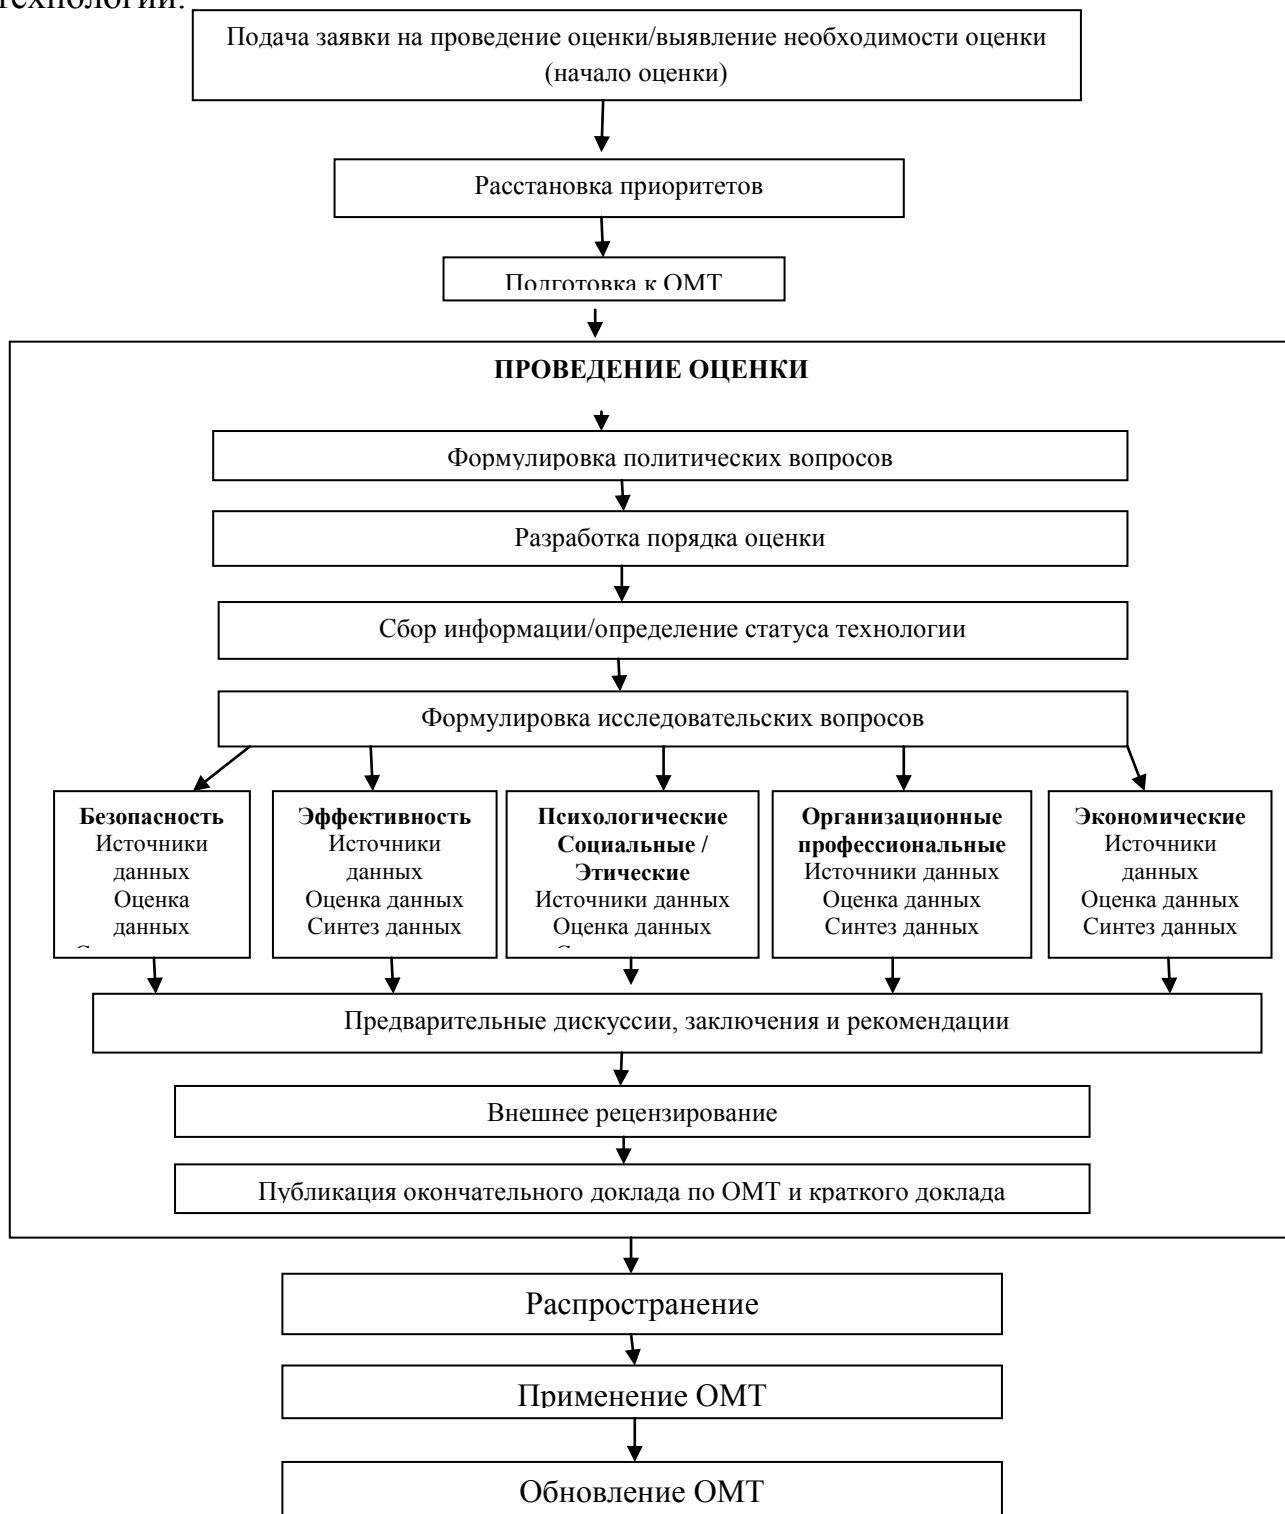 технологии.
Подача заявки на проведение оценки/выявление необходимости оценки
(начало оценки)
Расстановка приоритетов
Подготовка к ОМТ
ПРОВЕДЕНИЕ ОЦЕНКИ
Формулировка политических вопросов
Разработка порядка оценки
Сбор информации/определение статуса технологии
Формулировка исследовательских вопросов
Безопасность
Источники
данных
Оценка
данных
Эффективность
Источники
данных
Оценка данных
Синтез данных
Психологические
Социальные /
Этические
Источники данных
Оценка данных
Организационные
профессиональные
Источники данных
Оценка данных
Синтез данных
Экономические
Источники
данных
Оценка данных
Синтез данных
Предварительные дискуссии, заключения и рекомендации
Внешнее рецензирование
Публикация окончательного доклада по ОМТ и краткого доклада
Распространение
Применение ОМТ
Обновление ОМТ